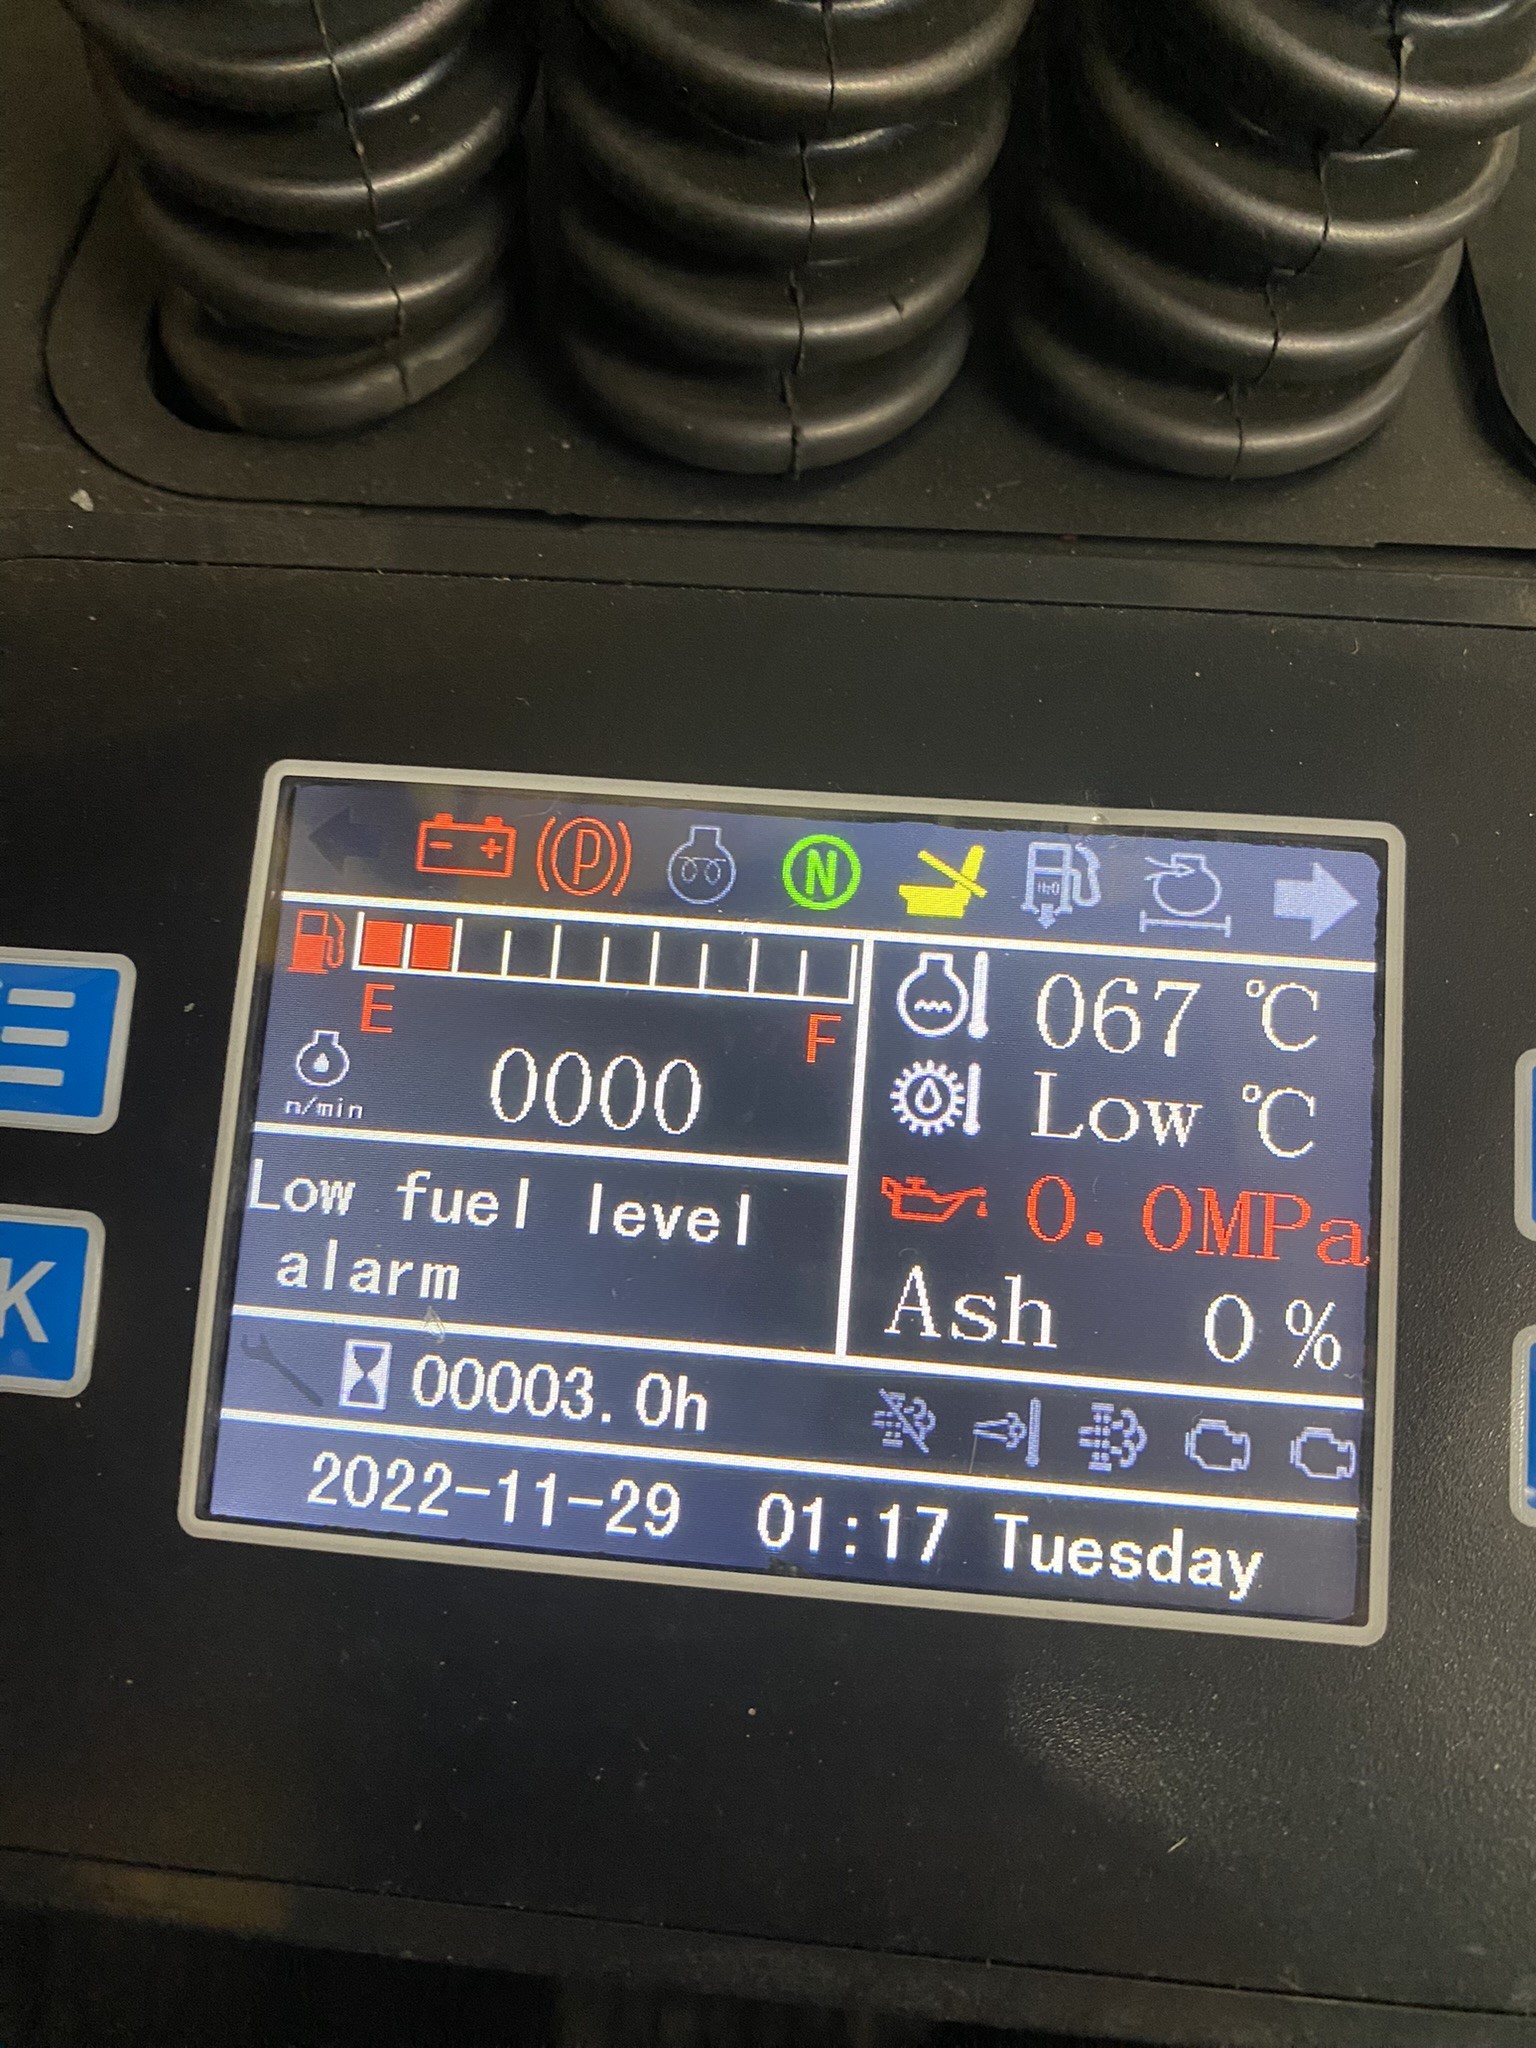 P
N
H2O
E
F
n/min
0000
067 ℃
Low ℃
0.0MPa
Ash 0 %
Low fuel level
alarm
00003.0h
2022-11-29 01:17 Tuesday
K